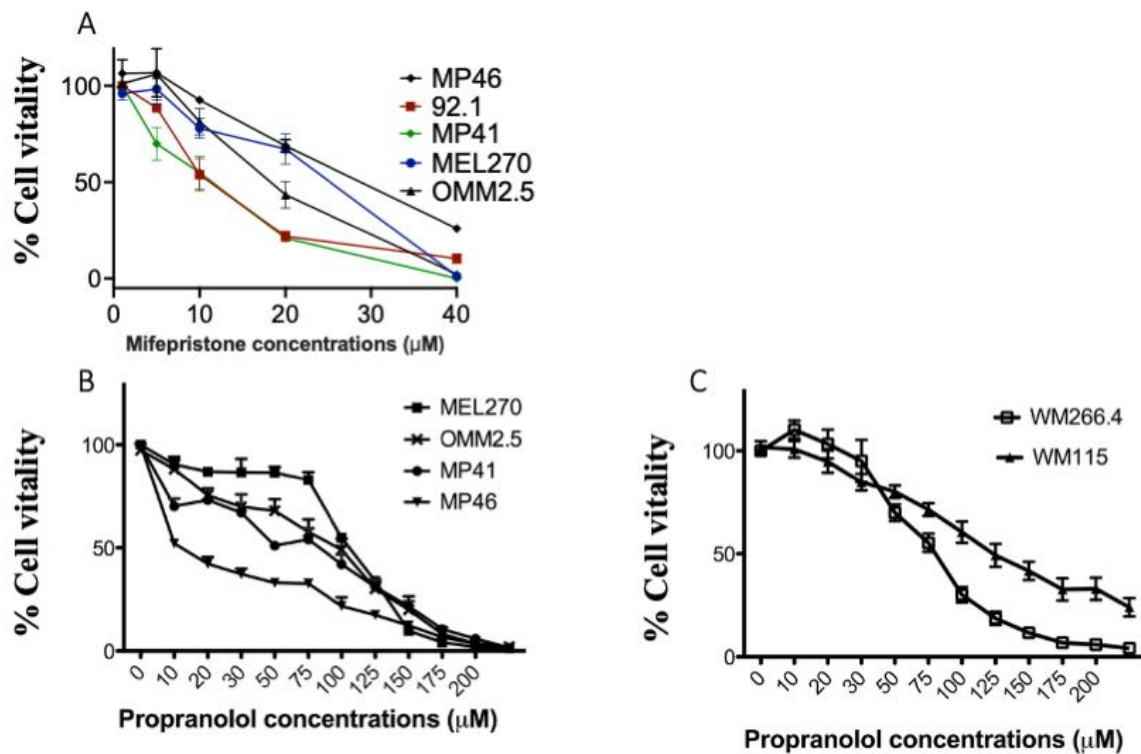 A
% Cell vitality
100
50
0
MP46
92.1
MP41
MEL270
OMM2.5
0 10 20 30 40
Mifepristone concentrations (μM)
B
% Cell vitality
100
50
0
MEL270
OMM2.5
MP41
MP46
0 10 20 30 50 75 100 125 150 175 200
Propranolol concentrations (μM)
C
% Cell vitality
100
50
0
WM266.4
WM115
0 10 20 30 50 75 100 125 150 175 200
Propranolol concentrations (μM)